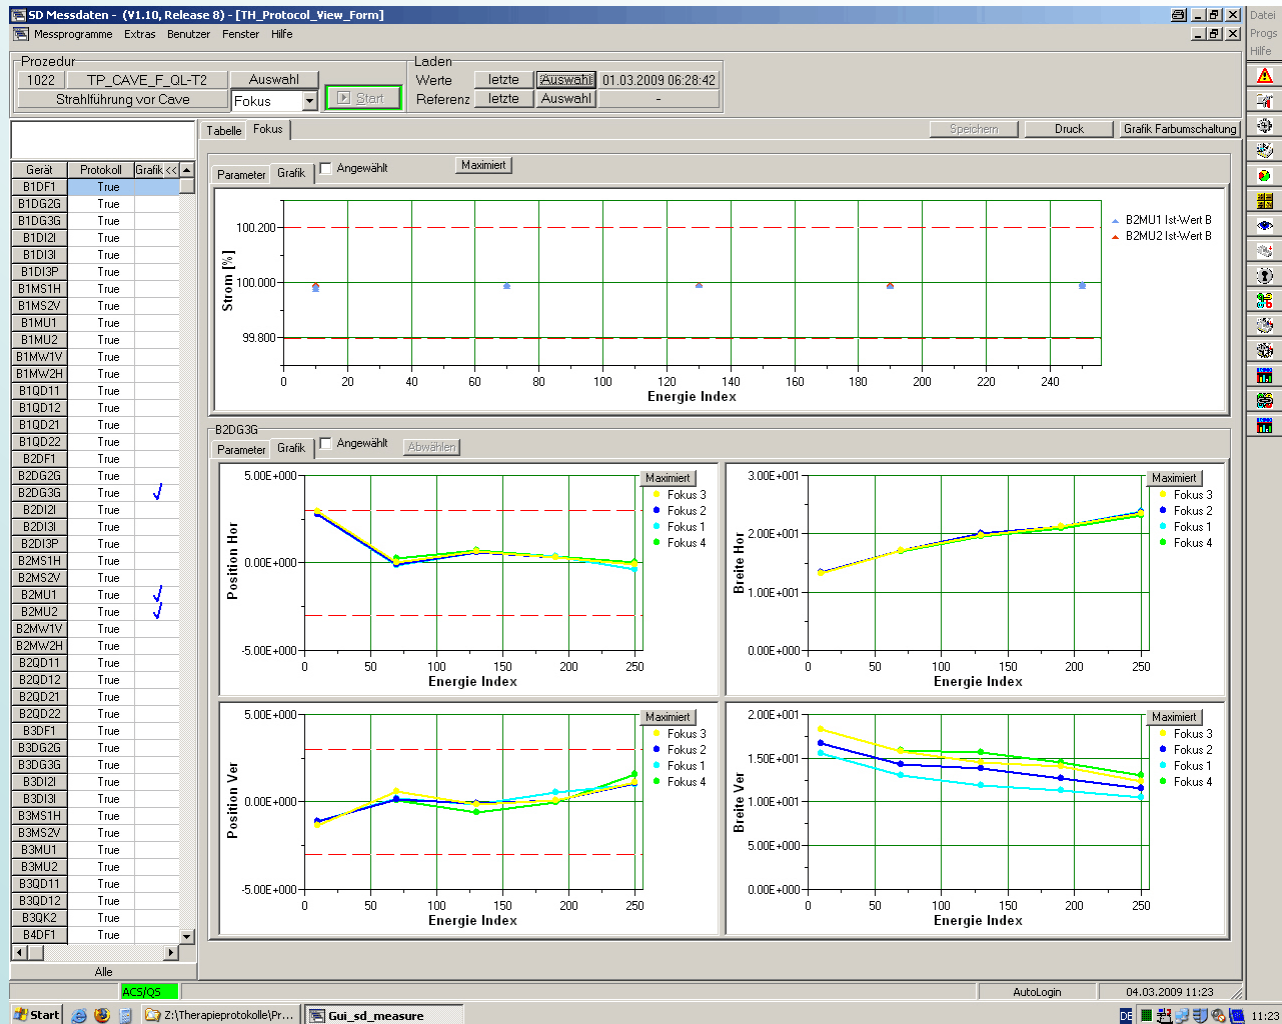 SD Messdaten - (V1.10, Release 8) - [TH_Protocol_View_Form]
Messprogramme Extras Benutzer Fenster Hilfe
Datei
Progs
Hilfe
Prozedur
1022 TP_CAVE_F_QL-T2 Auswahl
Strahlführung vor Cave Fokus Start
Laden
Werte letzte Auswahl 01.03.2009 06:28:42
Referenz letzte Auswahl -
Tabelle Fokus
Speichern Druck Grafik Farbumschaltung
Gerät Protokoll Grafik <<
B1DF1 True
B1DG2G True
B1DG3G True
B1DI2I True
B1DI3I True
B1DI3P True
B1MS1H True
B1MS2V True
B1MU1 True
B1MU2 True
B1MW1V True
B1MW2H True
B1QD11 True
B1QD12 True
B1QD21 True
B1QD22 True
B2DF1 True
B2DG2G True
B2DG3G True
B2DI2I True
B2DI3I True
B2DI3P True
B2MS1H True
B2MS2V True
B2MU1 True
B2MU2 True
B2MW1V True
B2MW2H True
B2QD11 True
B2QD12 True
B2QD21 True
B2QD22 True
B3DF1 True
B3DG2G True
B3DG3G True
B3DI2I True
B3DI3I True
B3MS1H True
B3MS2V True
B3MU1 True
B3MU2 True
B3QD11 True
B3QD12 True
B3QK2 True
B4DF1 True
Alle
Parameter Grafik Angewählt Maximiert
Strom [%]
100.200
100.000
99.800
0 20 40 60 80 100 120 140 160 180 200 220 240
Energie Index
B2MU1 Ist-Wert B
B2MU2 Ist-Wert B
B2DG3G
Parameter Grafik Angewählt Abwählen
Position Hor
5.00E+000
0.00E+000
-5.00E+000
0 50 100 150 200 250
Energie Index
Maximiert
Fokus 3
Fokus 2
Fokus 1
Fokus 4
Breite Hor
3.00E+001
2.00E+001
1.00E+001
0.00E+000
0 50 100 150 200 250
Energie Index
Maximiert
Fokus 3
Fokus 2
Fokus 1
Fokus 4
Position Ver
5.00E+000
0.00E+000
-5.00E+000
0 50 100 150 200 250
Energie Index
Maximiert
Fokus 3
Fokus 2
Fokus 1
Fokus 4
Breite Ver
2.00E+001
1.50E+001
1.00E+001
5.00E+000
0.00E+000
0 50 100 150 200 250
Energie Index
Maximiert
Fokus 3
Fokus 2
Fokus 1
Fokus 4
ACS/QS AutoLogin 04.03.2009 11:23
Start Z:\Therapieprotokolle\Pr... Gui_sd_measure DE 11:23